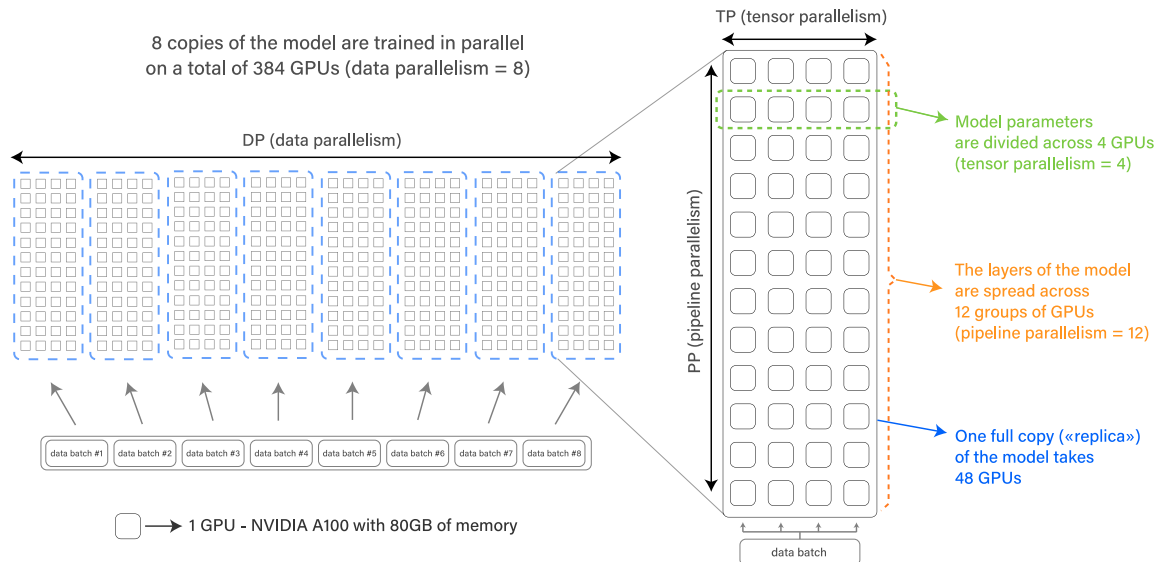 8 copies of the model are trained in parallel
on a total of 384 GPUs (data parallelism = 8)
DP (data parallelism)
data batch #1
data batch #2
data batch #3
data batch #4
data batch #5
data batch #6
data batch #7
data batch #8
1 GPU - NVIDIA A100 with 80GB of memory
TP (tensor parallelism)
PP (pipeline parallelism)
Model parameters
are divided across 4 GPUs
(tensor parallelism = 4)
The layers of the model
are spread across
12 groups of GPUs
(pipeline parallelism = 12)
One full copy («replica»)
of the model takes
48 GPUs
data batch